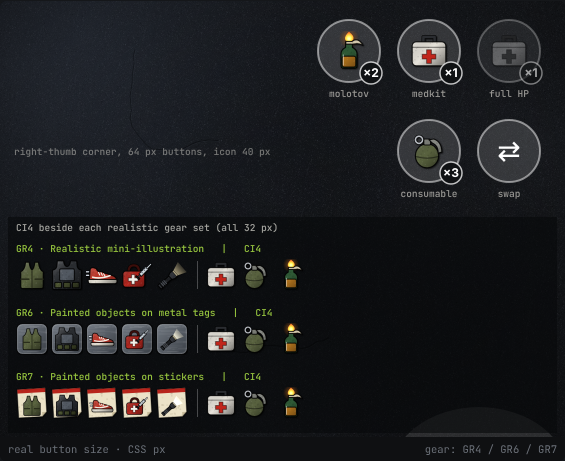 ×2
×1
×1
molotov
medkit
full HP
right-thumb corner, 64 px buttons, icon 40 px
×3
consumable
swap
CI4 beside each realistic gear set (all 32 px)
GR4 · Realistic mini-illustration | CI4
GR6 · Painted objects on metal tags | CI4
GR7 · Painted objects on stickers | CI4
real button size · CSS px
gear: GR4 / GR6 / GR7